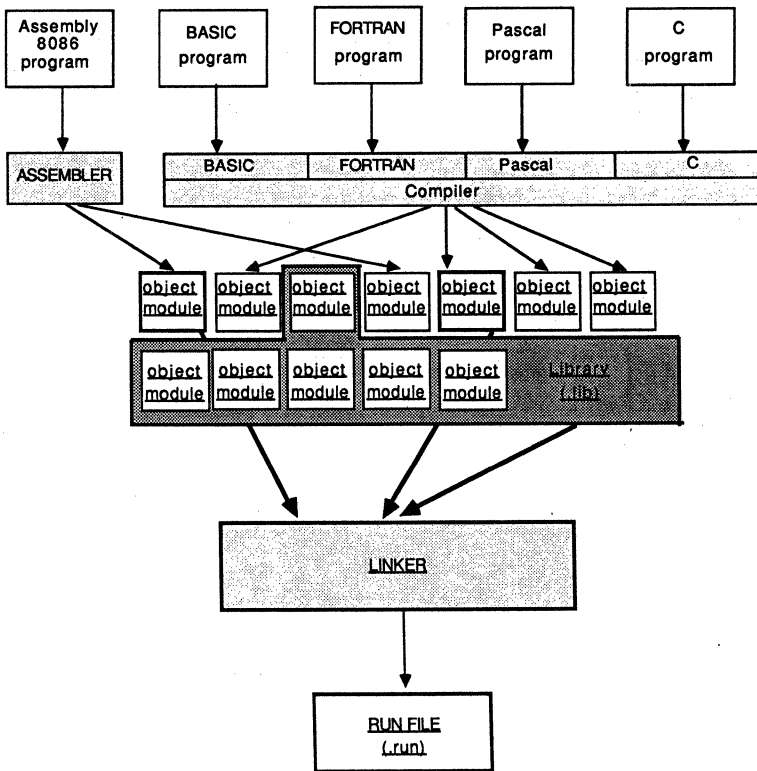 Assembly
8086
program
BASIC
program
FORTRAN
program
Pascal
program
C
program
ASSEMBLER
BASIC
FORTRAN
Pascal
C
Compiler
object
module
object
module
object
module
object
module
object
module
object
module
object
module
object
module
object
module
object
module
object
module
object
module
Library
(.lib)
LINKER
RUN FILE
(.run)